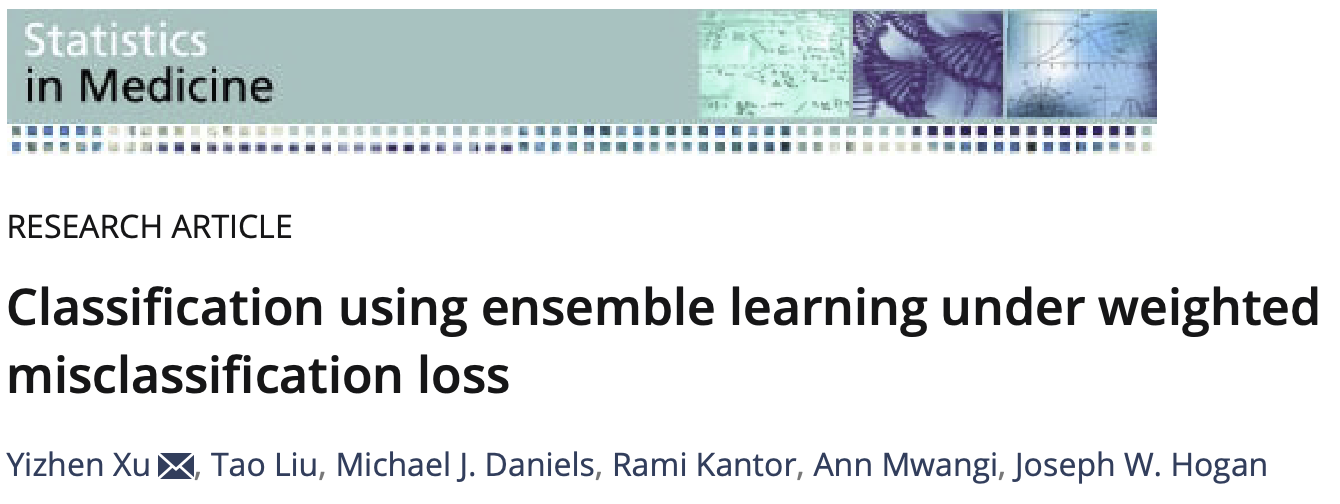 Statistics
in Medicine
RESEARCH ARTICLE
Classification using ensemble learning under weighted
misclassification loss
Yizhen Xu, Tao Liu, Michael J. Daniels, Rami Kantor, Ann Mwangi, Joseph W. Hogan